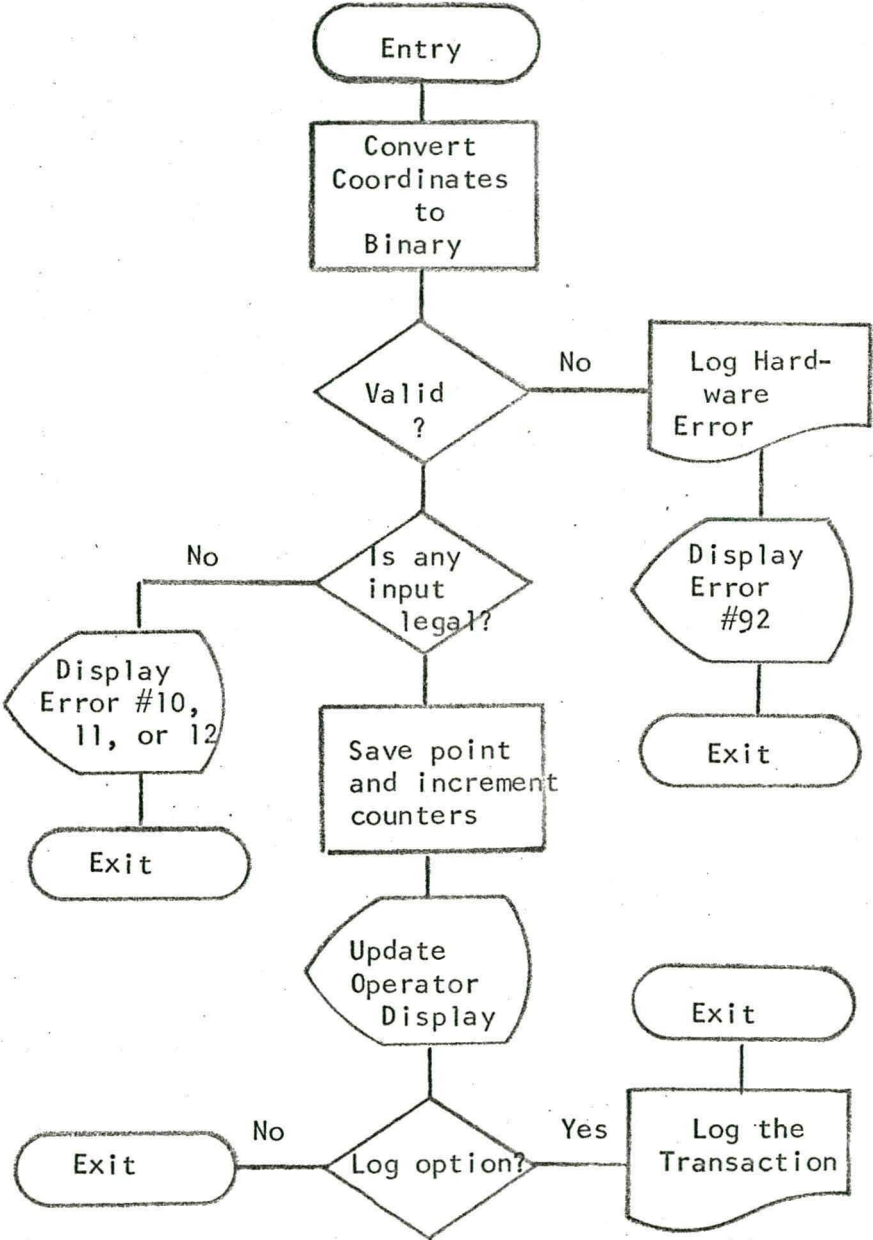 Entry
Convert
Coordinates
to
Binary
Valid
?
No
Log Hard-
ware
Error
Display
Error
#92
Exit
Is any
input
legal?
No
Display
Error #10,
11, or 12
Exit
Save point
and increment
counters
Update
Operator
Display
Log option?
No
Exit
Yes
Log the
Transaction
Exit